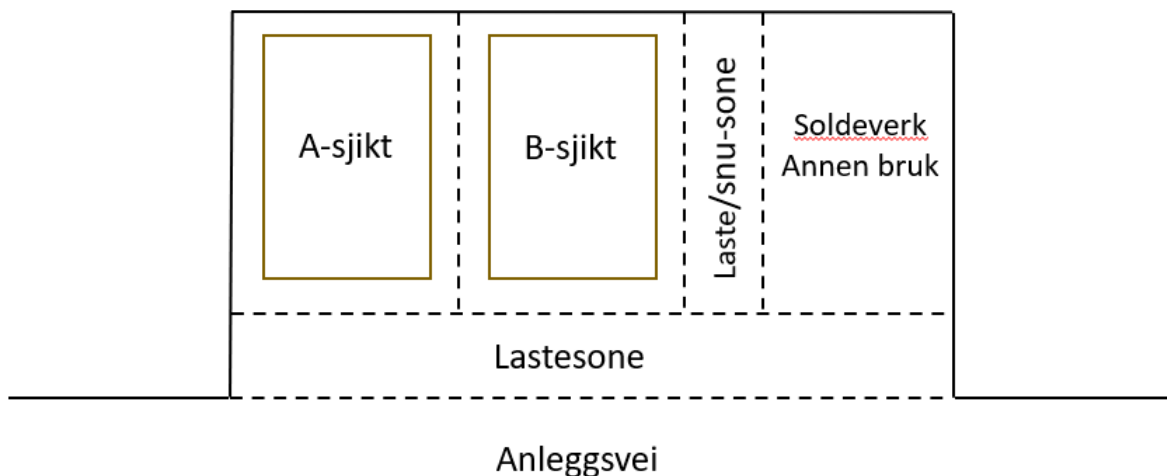 A-sjikt
B-sjikt
Laste/snu-sone
Soldeverk
Annen bruk
Lastesone
Anleggsvei